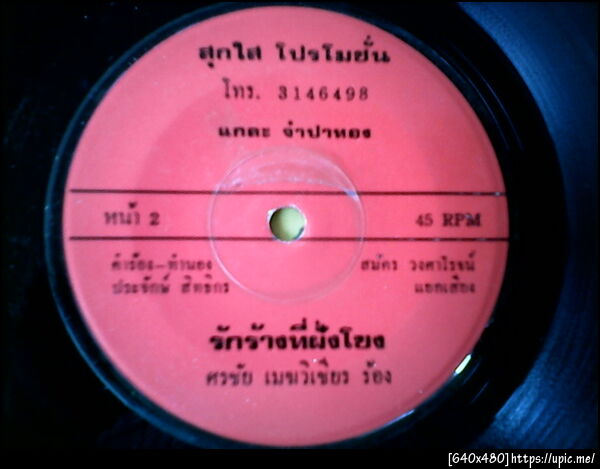 สุกใส โปรโมชั่น
โทร. 3146498
แกตะ จำปาทอง
หน้า 2 45 RPM
คำร้อง-ทำนอง สมัคร วงศาโรจน์
ประจักษ์ สิทธิกร แยกเสียง
รักร้างที่ฝั่งโขง
ศรชัย เมฆวิเชียร ร้อง
[640x480]https://upic.me/